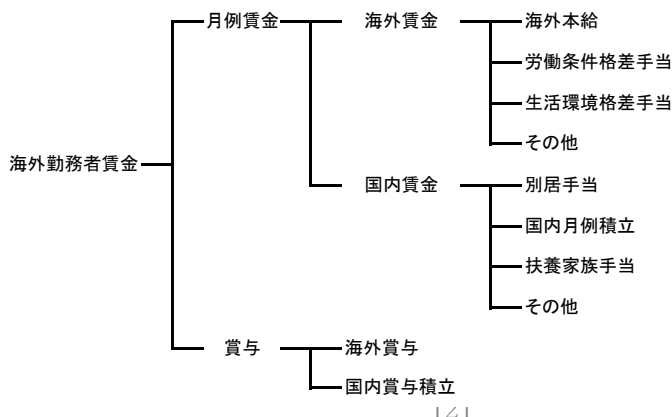 月例賃金 海外賃金 海外本給
労働条件格差手当
生活環境格差手当
その他
海外勤務者賃金
国内賃金 別居手当
国内月例積立
扶養家族手当
その他
賞与 海外賞与
国内賞与積立